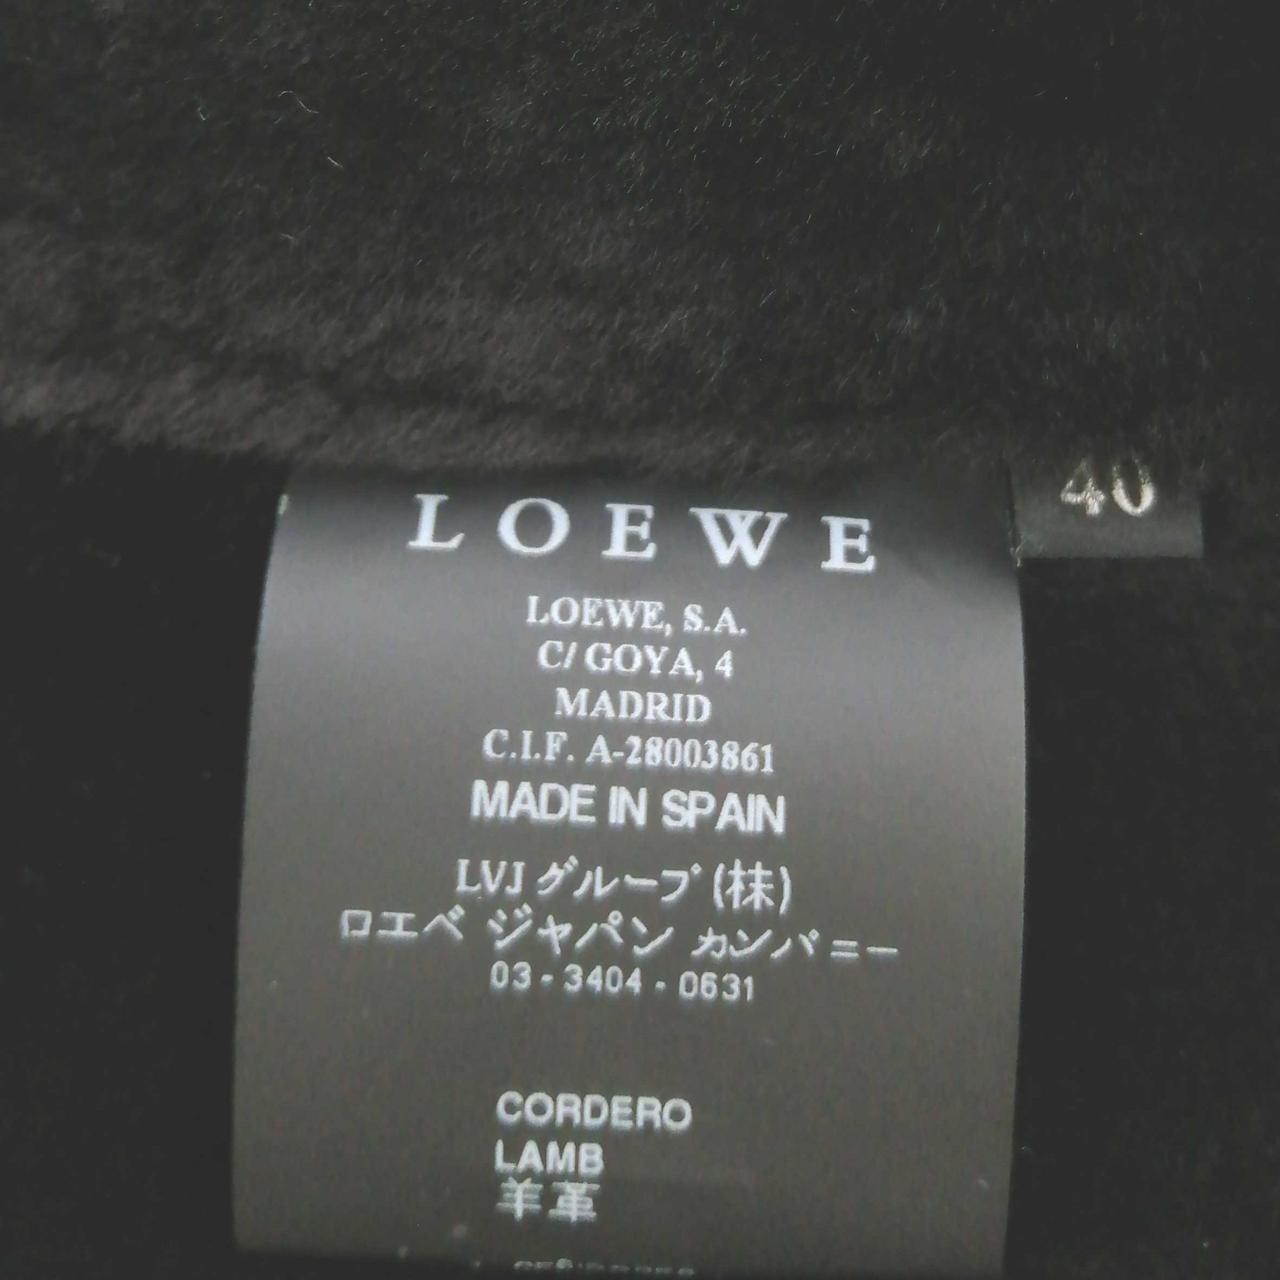 40
LOEWE
LOEWE, S.A.
C/ GOYA, 4
MADRID
C.I.F. A-28003861
MADE IN SPAIN
LVJ グループ (株)
ロエベ ジャパン カンパニー
03-3404-0631
CORDERO
LAMB
羊革